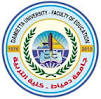 DAMIETTA UNIVERSITY - FACULTY OF EDUCATION
جامعة دمياط - كلية التربية